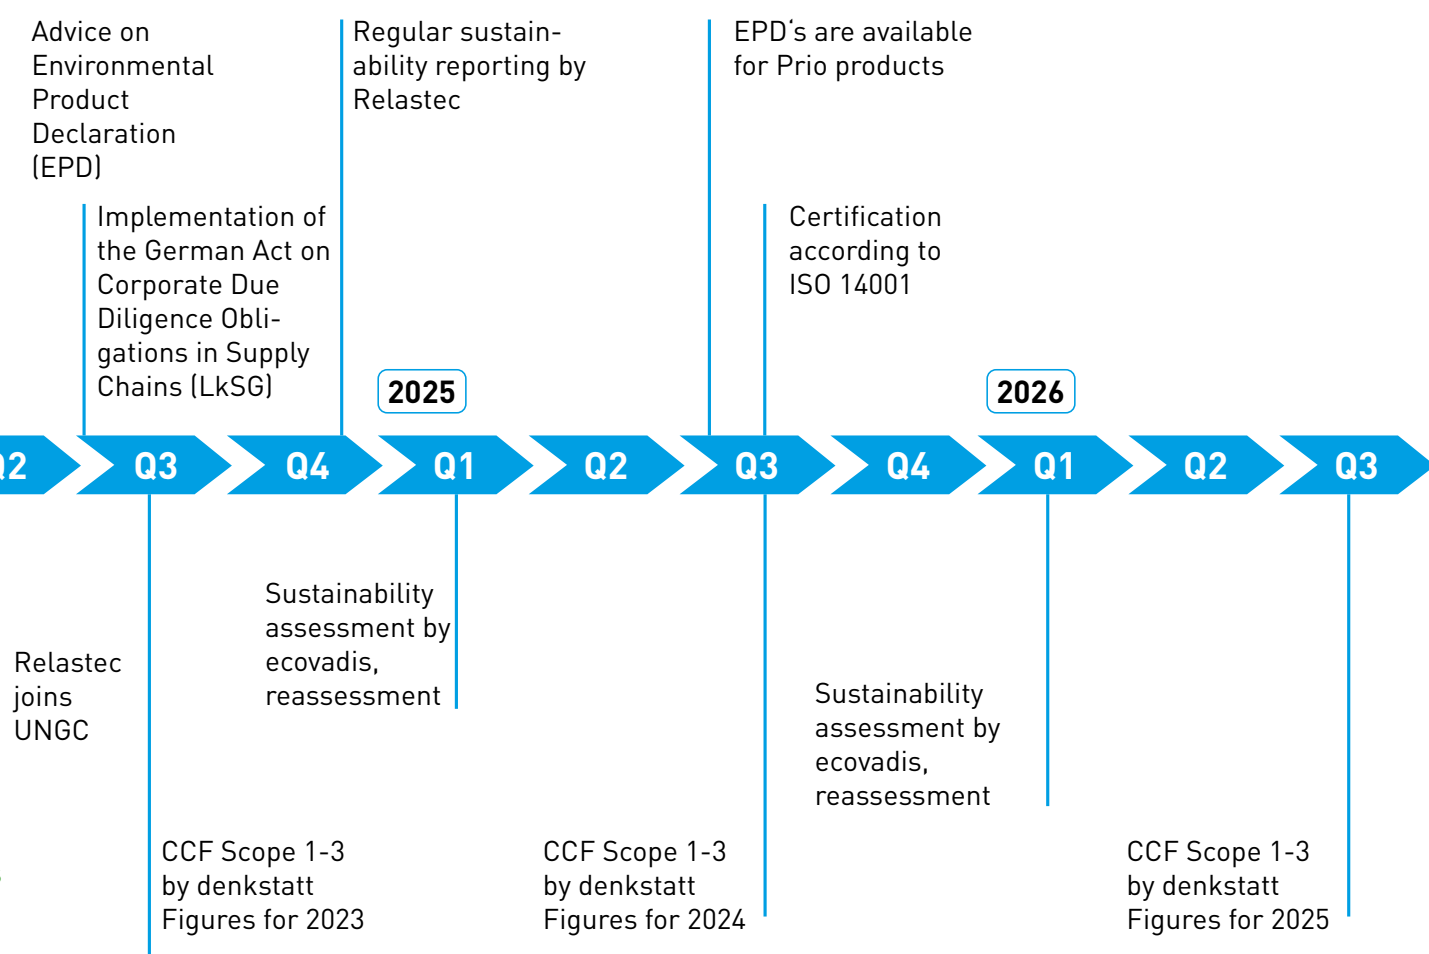 Advice on
Environmental
Product
Declaration
(EPD)
Regular sustain-
ability reporting by
Relastec
EPD‘s are available
for Prio products
Implementation of
the German Act on
Corporate Due
Diligence Obli-
gations in Supply
Chains (LkSG)
Certification
according to
ISO 14001
2025
2026
Q2
Q3
Q4
Q1
Q2
Q3
Q4
Q1
Q2
Q3
Sustainability
assessment by
ecovadis,
reassessment
Relastec
joins
UNGC
Sustainability
assessment by
ecovadis,
reassessment
CCF Scope 1-3
by denkstatt
Figures for 2023
CCF Scope 1-3
by denkstatt
Figures for 2024
CCF Scope 1-3
by denkstatt
Figures for 2025